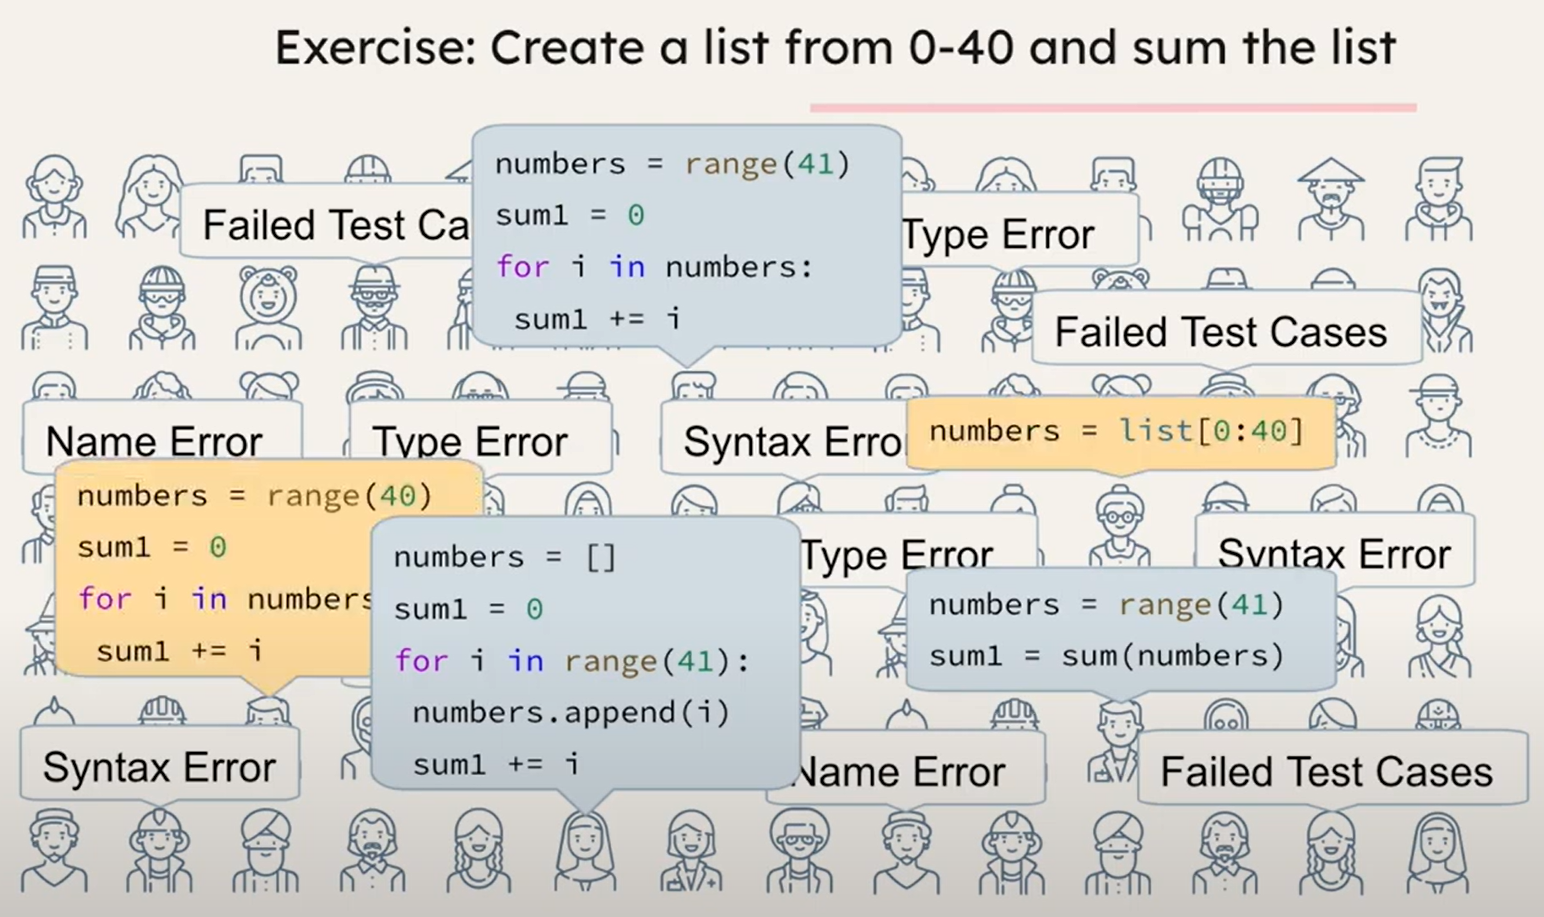 Exercise: Create a list from 0-40 and sum the list
numbers = range(41)
sum1 = 0
for i in numbers:
sum1 += i
Failed Test Ca
Type Error
Failed Test Cases
Name Error
Type Error
Syntax Erro
numbers = list[0:40]
numbers = range(40)
sum1 = 0
for i in numbers
sum1 += i
numbers = []
sum1 = 0
for i in range(41):
numbers.append(i)
sum1 += i
Type Error
Syntax Error
numbers = range(41)
sum1 = sum(numbers)
Syntax Error
Name Error
Failed Test Cases